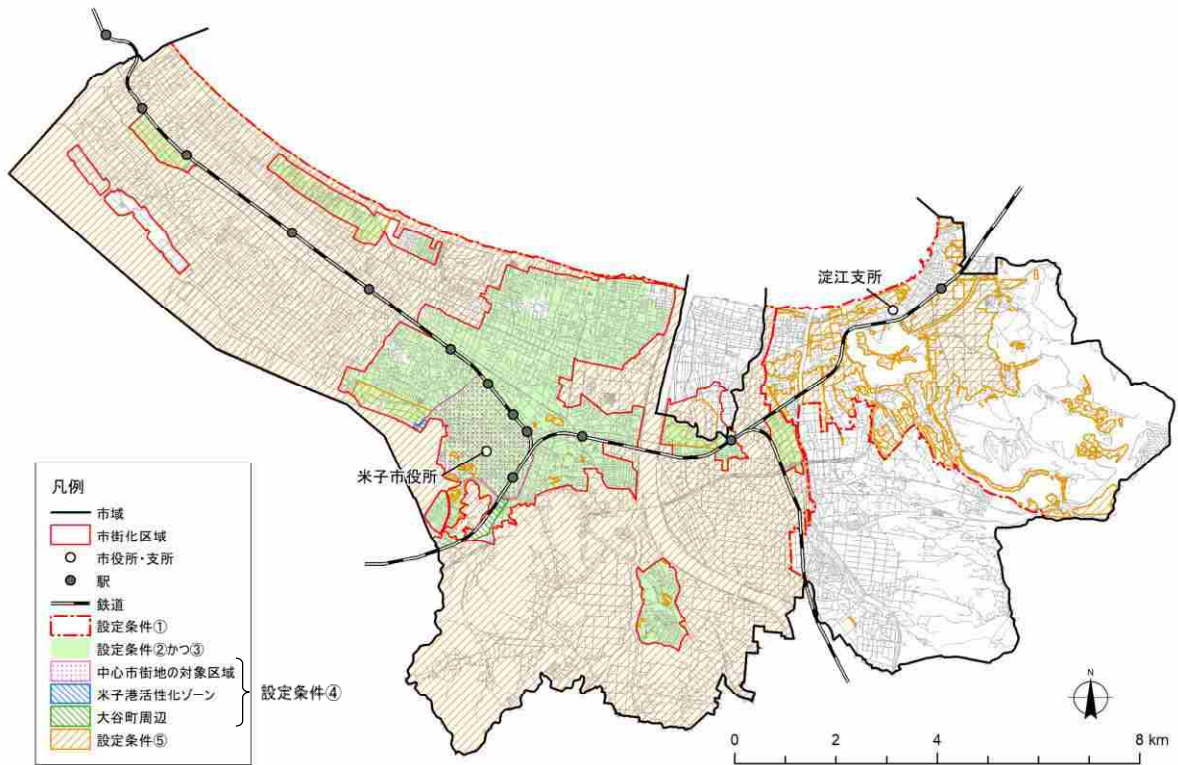 淀江支所
米子市役所
凡例
市域
市街化区域
市役所・支所
駅
鉄道
設定条件①
設定条件②かつ③
中心市街地の対象区域
米子港活性化ゾーン
設定条件④
大谷町周辺
設定条件⑤
N
0 2 4 8 km